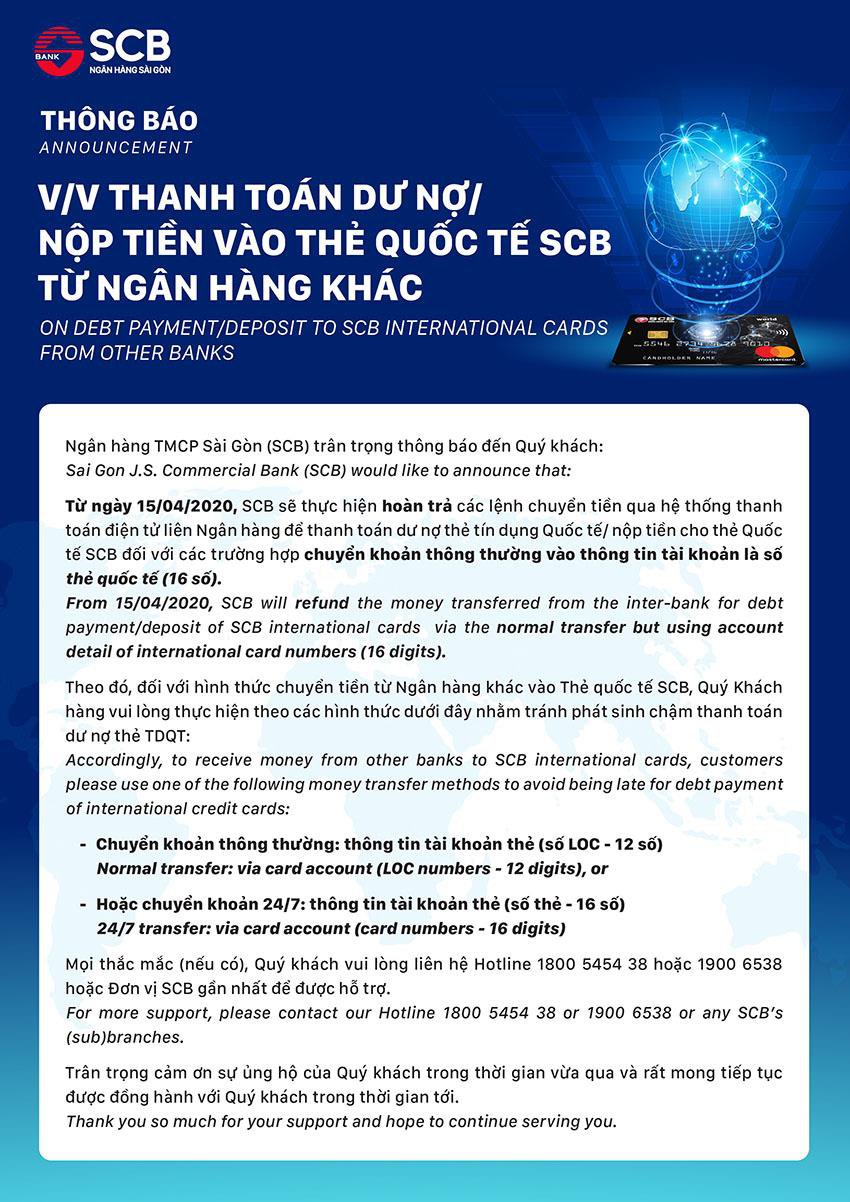 BANK
SCB
NGÂN HÀNG SÀI GÒN
THÔNG BÁO
ANNOUNCEMENT
V/V THANH TOÁN DƯ NỢ/
NỘP TIỀN VÀO THẺ QUỐC TẾ SCB
TỪ NGÂN HÀNG KHÁC
ON DEBT PAYMENT/DEPOSIT TO SCB INTERNATIONAL CARDS
FROM OTHER BANKS
SCB
world
CARDHOLDER NAME
mastercard
Ngân hàng TMCP Sài Gòn (SCB) trân trọng thông báo đến Quý khách:
Sai Gon J.S. Commercial Bank (SCB) would like to announce that:
Từ ngày 15/04/2020, SCB sẽ thực hiện hoàn trả các lệnh chuyển tiền qua hệ thống thanh
toán điện tử liên Ngân hàng để thanh toán dư nợ thẻ tín dụng Quốc tế/ nộp tiền cho thẻ Quốc
tế SCB đối với các trường hợp chuyển khoản thông thường vào thông tin tài khoản là số
thẻ quốc tế (16 số).
From 15/04/2020, SCB will refund the money transferred from the inter-bank for debt
payment/deposit of SCB international cards via the normal transfer but using account
detail of international card numbers (16 digits).
Theo đó, đối với hình thức chuyển tiền từ Ngân hàng khác vào Thẻ quốc tế SCB, Quý Khách
hàng vui lòng thực hiện theo các hình thức dưới đây nhằm tránh phát sinh chậm thanh toán
dư nợ thẻ TDQT:
Accordingly, to receive money from other banks to SCB international cards, customers
please use one of the following money transfer methods to avoid being late for debt payment
of international credit cards:
- Chuyển khoản thông thường: thông tin tài khoản thẻ (số LOC - 12 số)
Normal transfer: via card account (LOC numbers - 12 digits), or
- Hoặc chuyển khoản 24/7: thông tin tài khoản thẻ (số thẻ - 16 số)
24/7 transfer: via card account (card numbers - 16 digits)
Mọi thắc mắc (nếu có), Quý khách vui lòng liên hệ Hotline 1800 5454 38 hoặc 1900 6538
hoặc Đơn vị SCB gần nhất để được hỗ trợ.
For more support, please contact our Hotline 1800 5454 38 or 1900 6538 or any SCB's
(sub)branches.
Trân trọng cảm ơn sự ủng hộ của Quý khách trong thời gian vừa qua và rất mong tiếp tục
được đồng hành với Quý khách trong thời gian tới.
Thank you so much for your support and hope to continue serving you.